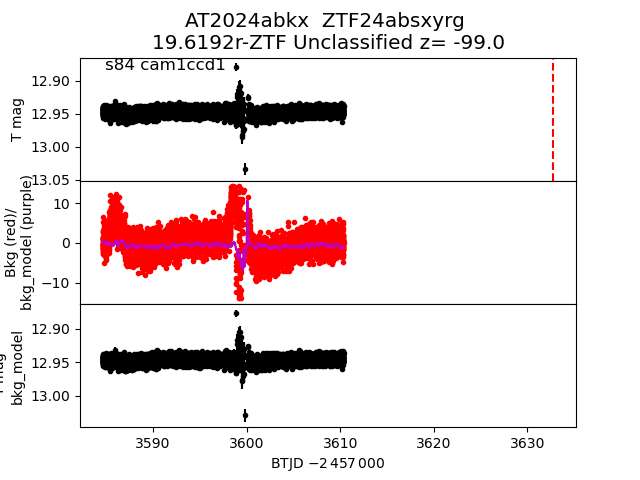 AT2024abkx  ZTF24absxyrg
19.6192r-ZTF Unclassified z= -99.0
s84 cam1ccd1
12.90
12.95
13.00
13.05
T mag
10
0
−10
Bkg (red)/
bkg_model (purple)
12.90
12.95
13.00
mag
bkg_model
3590
3600
3610
3620
3630
BTJD −2 457 000